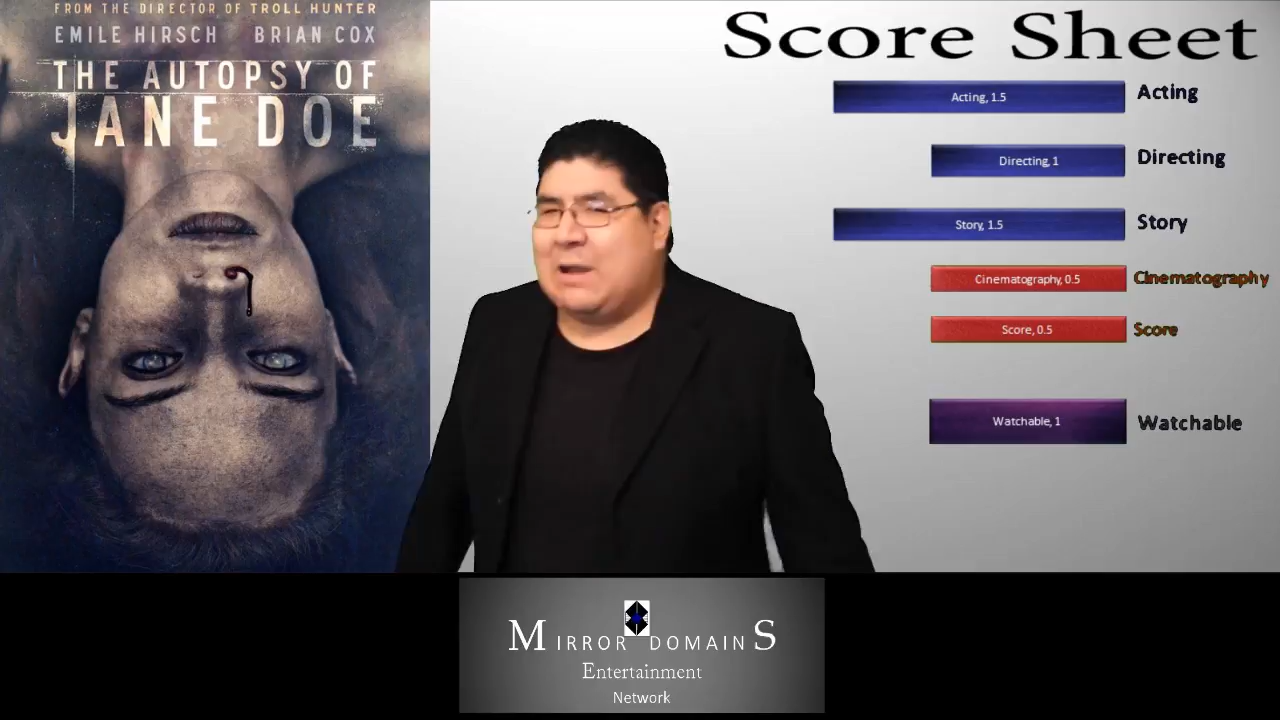 FROM THE DIRECTOR OF TROLL HUNTER
EMILE HIRSCH BRIAN COX
THE AUTOPSY OF
JANE DOE
Score Sheet
Acting, 1.5 Acting
Directing, 1 Directing
Story, 1.5 Story
Cinematography, 0.5 Cinematography
Score, 0.5 Score
Watchable, 1 Watchable
MIRROR DOMAINS
Entertainment
Network